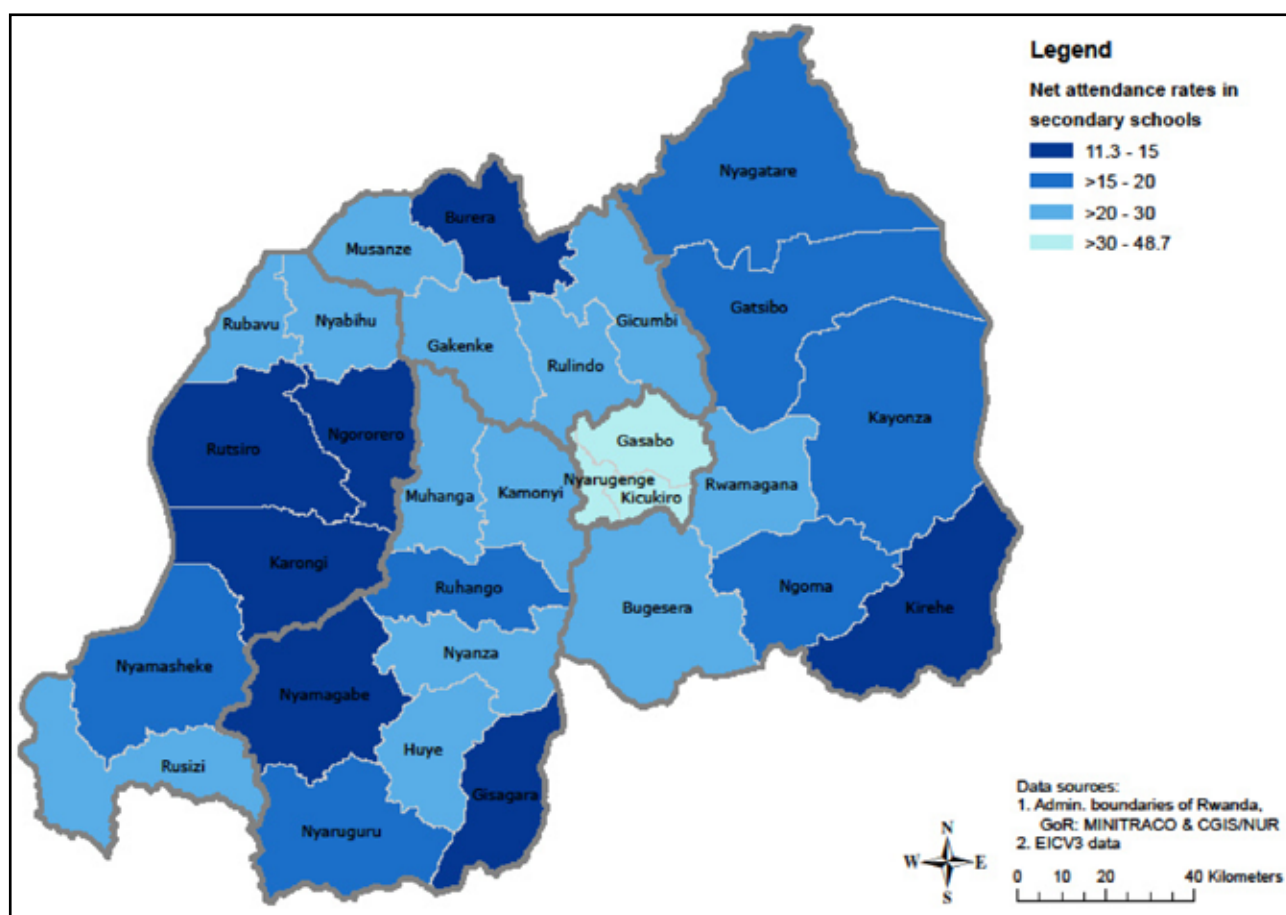 Legend
Net attendance rates in
secondary schools
11.3 - 15
>15 - 20
>20 - 30
>30 - 48.7
Nyagatare
Burera
Musanze
Gatsibo
Rubavu
Nyabihu
Gicumbi
Gakenke
Rulindo
Kayonza
Rutsiro
Ngororero
Gasabo
Nyarugenge
Kicukiro
Rwamagana
Muhanga
Kamonyi
Karongi
Ruhango
Ngoma
Kirehe
Bugesera
Nyanza
Nyamasheke
Nyamagabe
Huye
Rusizi
Gisagara
Nyaruguru
Data sources:
1. Admin. boundaries of Rwanda,
GoR: MINITRACO & CGIS/NUR
2. EICV3 data
N
W E
S
0 10 20 40 Kilometers